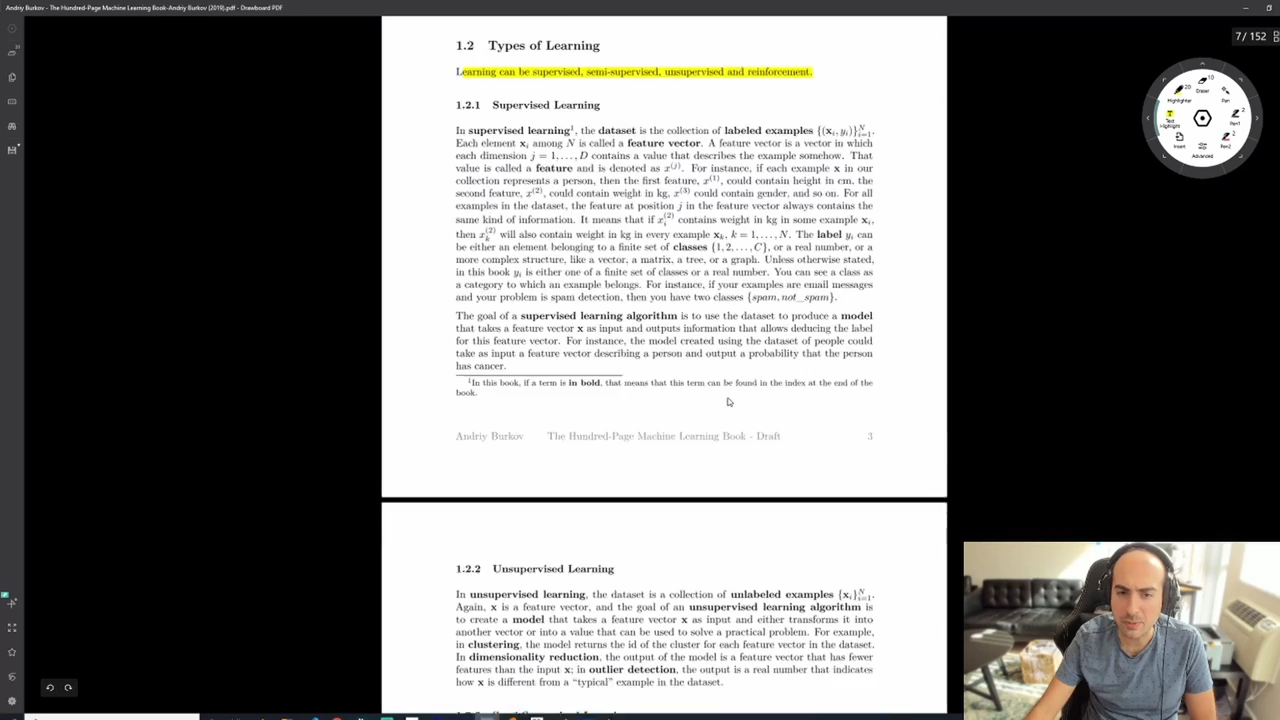 Andriy Burkov - The Hundred-Page Machine Learning Book-Andriy Burkov (2019).pdf - Drawboard PDF
7 / 152
1.2 Types of Learning
Learning can be supervised, semi-supervised, unsupervised and reinforcement.
1.2.1 Supervised Learning
In supervised learning¹, the dataset is the collection of labeled examples {(xᵢ, yᵢ)}ᴺᵢ₌₁.
Each element xᵢ among N is called a feature vector. A feature vector is a vector in which
each dimension j = 1, . . . , D contains a value that describes the example somehow. That
value is called a feature and is denoted as x⁽ʲ⁾. For instance, if each example x in our
collection represents a person, then the first feature, x⁽¹⁾, could contain height in cm, the
second feature, x⁽²⁾, could contain weight in kg, x⁽³⁾ could contain gender, and so on. For all
examples in the dataset, the feature at position j in the feature vector always contains the
same kind of information. It means that if xᵢ⁽²⁾ contains weight in kg in some example xᵢ,
then xₖ⁽²⁾ will also contain weight in kg in every example xₖ, k = 1, . . . , N. The label yᵢ can
be either an element belonging to a finite set of classes {1, 2, . . . , C}, or a real number, or a
more complex structure, like a vector, a matrix, a tree, or a graph. Unless otherwise stated,
in this book yᵢ is either one of a finite set of classes or a real number. You can see a class as
a category to which an example belongs. For instance, if your examples are email messages
and your problem is spam detection, then you have two classes {spam, not_spam}.
The goal of a supervised learning algorithm is to use the dataset to produce a model
that takes a feature vector x as input and outputs information that allows deducing the label
for this feature vector. For instance, the model created using the dataset of people could
take as input a feature vector describing a person and output a probability that the person
has cancer.
¹In this book, if a term is in bold, that means that this term can be found in the index at the end of the
book.
Andriy Burkov The Hundred-Page Machine Learning Book - Draft 3
1.2.2 Unsupervised Learning
In unsupervised learning, the dataset is a collection of unlabeled examples {xᵢ}ᴺᵢ₌₁.
Again, x is a feature vector, and the goal of an unsupervised learning algorithm is
to create a model that takes a feature vector x as input and either transforms it into
another vector or into a value that can be used to solve a practical problem. For example,
in clustering, the model returns the id of the cluster for each feature vector in the dataset.
In dimensionality reduction, the output of the model is a feature vector that has fewer
features than the input x; in outlier detection, the output is a real number that indicates
how x is different from a “typical” example in the dataset.
Highlighter
20
Eraser
10
Pen
Text Highlight
Pen1
2
Insert
Pen2
2
Advanced